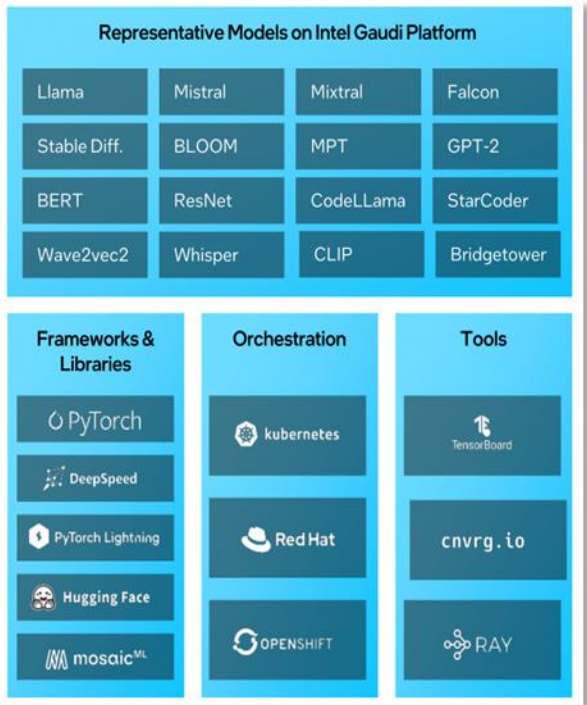 Representative Models on Intel Gaudi Platform
Llama Mistral Mixtral Falcon
Stable Diff. BLOOM MPT GPT-2
BERT ResNet CodeLLama StarCoder
Wave2vec2 Whisper CLIP Bridgetower
Frameworks &
Libraries
PyTorch
DeepSpeed
PyTorch Lightning
Hugging Face
mosaic ML
Orchestration
kubernetes
Red Hat
OPENSHIFT
Tools
TensorBoard
cnvrg.io
RAY